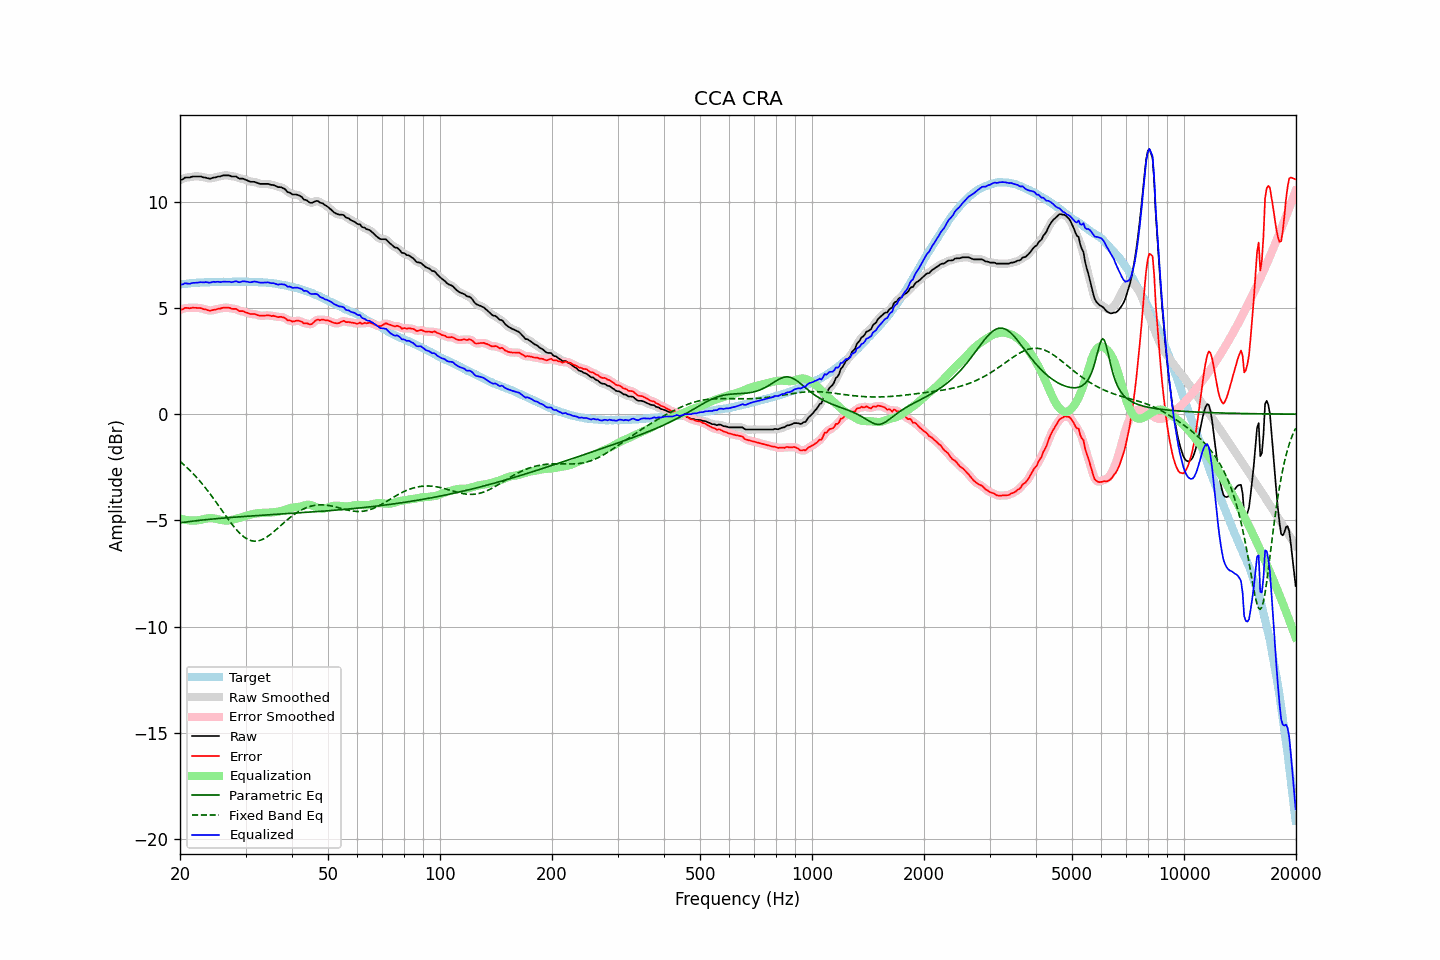 CCA CRA
Amplitude (dBr)
10
5
0
−5
−10
−15
−20
Target
Raw Smoothed
Error Smoothed
Raw
Error
Equalization
Parametric Eq
Fixed Band Eq
Equalized
20 50 100 200 500 1000 2000 5000 10000 20000
Frequency (Hz)